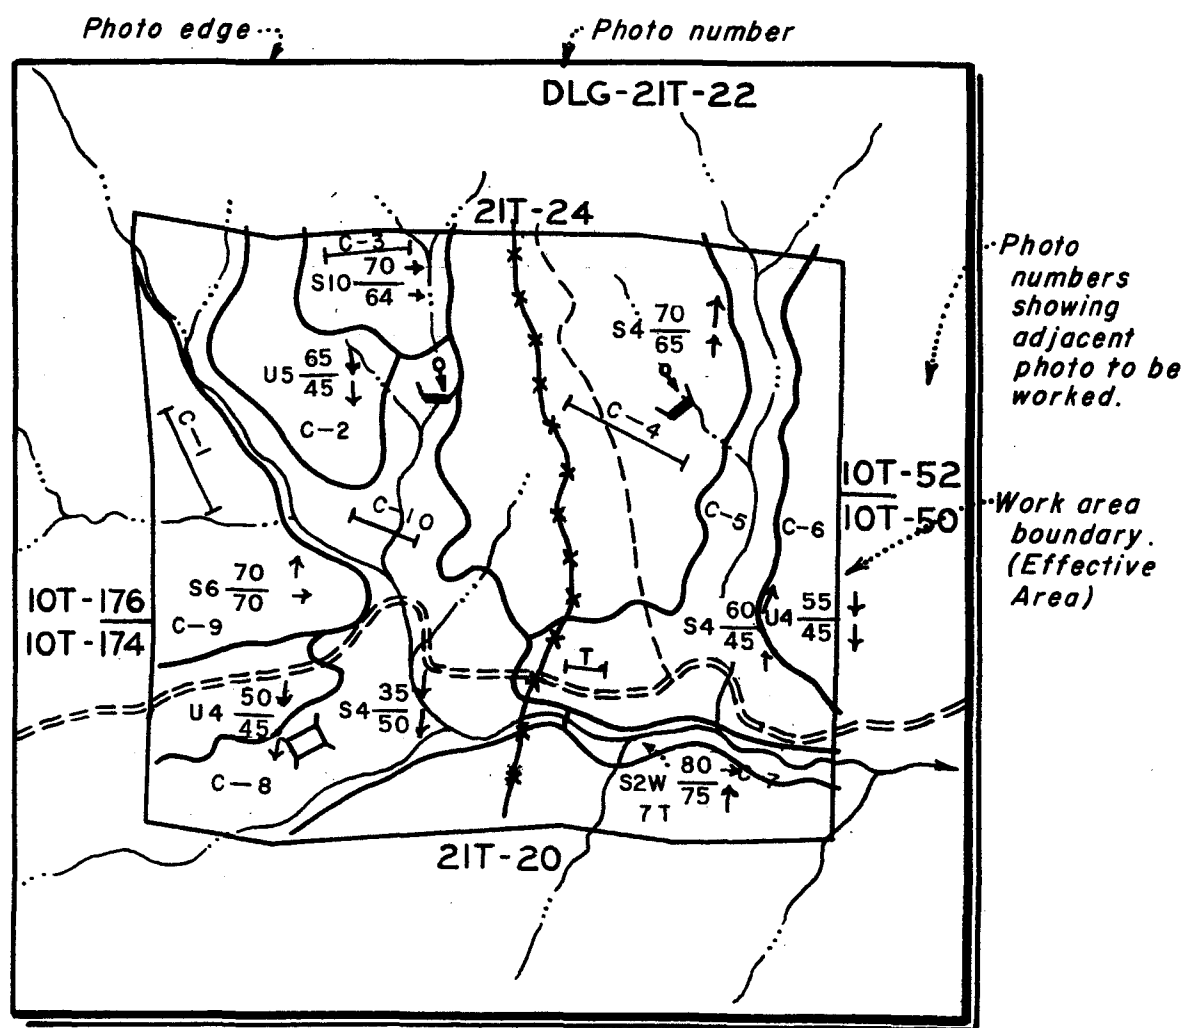 Photo edge
Photo number
DLG-21T-22
21T-24
C-3
S10 70
64
Photo
numbers
showing
adjacent
photo to be
worked.
S4 70
65
U5 65
45
C-2
C-1
C-4
C-10
C-5
C-6
10T-52
10T-50
Work area
boundary.
(Effective
Area)
S6 70
70
C-9
10T-176
10T-174
S4 60
45
U4 55
45
T
U4 50
45
S4 35
50
C-8
S2W 80
75
C-7
7T
21T-20